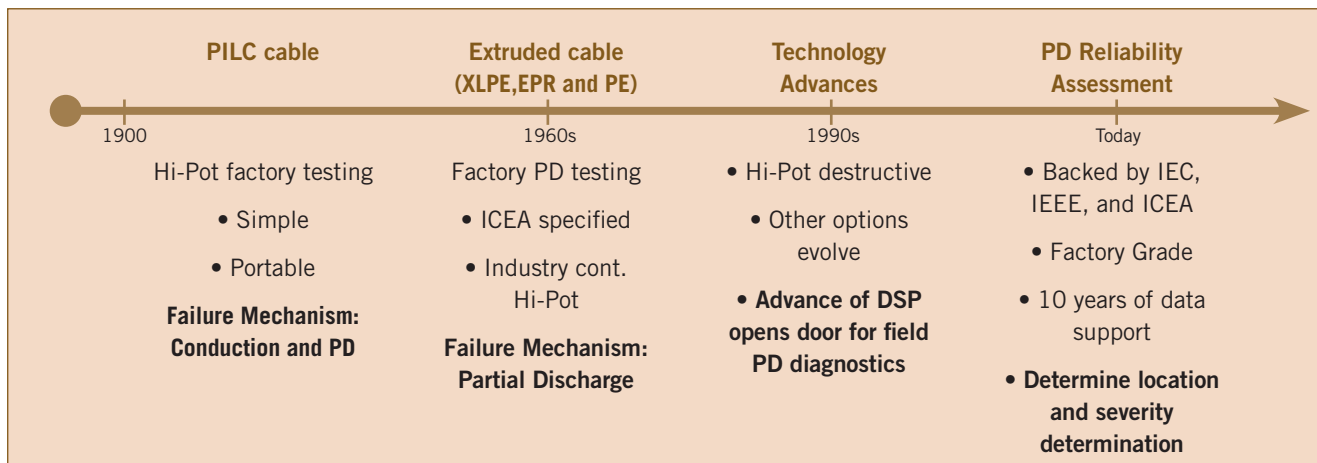 PILC cable
1900
Hi-Pot factory testing
• Simple
• Portable
Failure Mechanism:
Conduction and PD
Extruded cable
(XLPE,EPR and PE)
1960s
Factory PD testing
• ICEA specified
• Industry cont.
Hi-Pot
Failure Mechanism:
Partial Discharge
Technology
Advances
1990s
• Hi-Pot destructive
• Other options
evolve
• Advance of DSP
opens door for field
PD diagnostics
PD Reliability
Assessment
Today
• Backed by IEC,
IEEE, and ICEA
• Factory Grade
• 10 years of data
support
• Determine location
and severity
determination